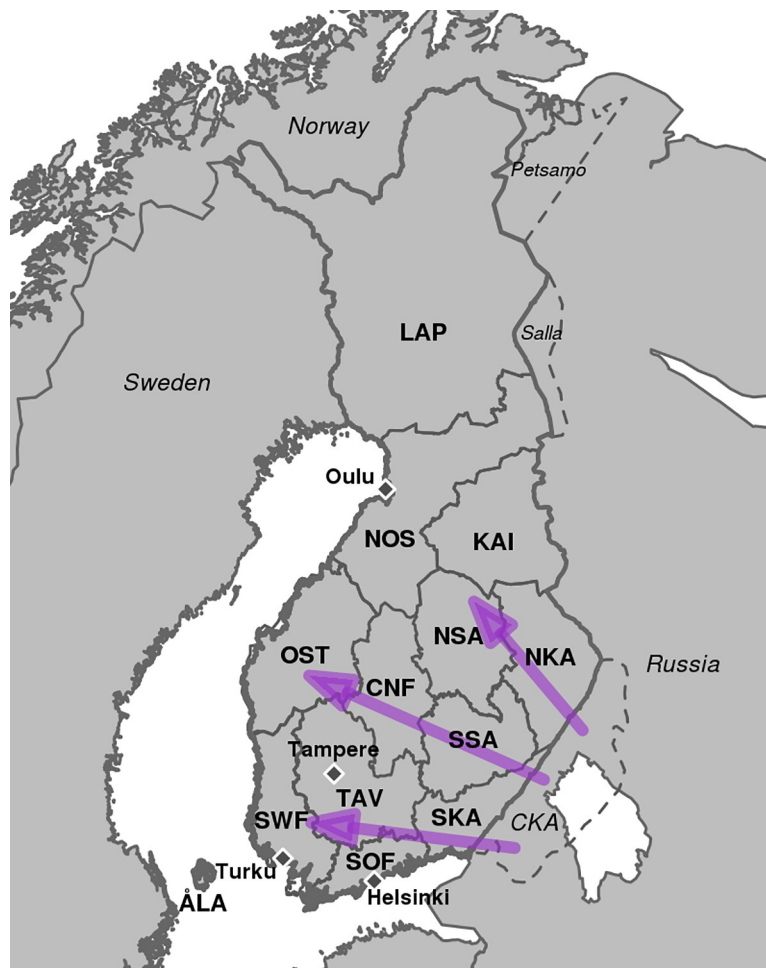 Norway
Petsamo
LAP
Salla
Sweden
Oulu
NOS
KAI
NSA
OST
NKA
Russia
CNF
SSA
Tampere
TAV
SWF
SKA
CKA
SOF
Turku
Helsinki
ÅLA